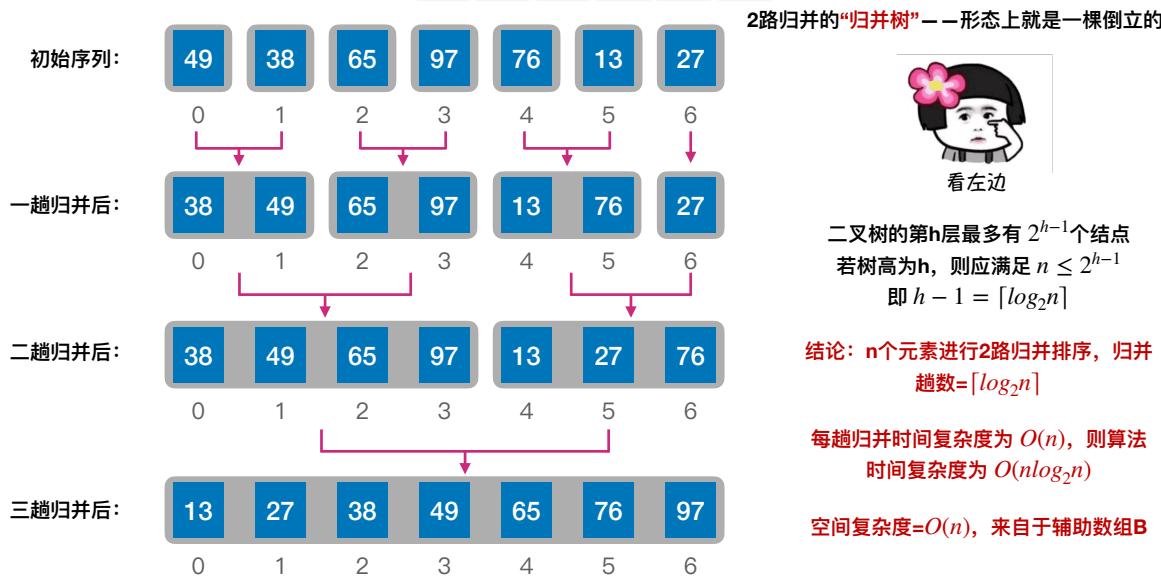 2路归并的“归并树”——形态上就是一棵倒立的
初始序列： 49 38 65 97 76 13 27
0 1 2 3 4 5 6
看左边
一趟归并后： 38 49 65 97 13 76 27
0 1 2 3 4 5 6
二叉树的第h层最多有 2^{h−1}个结点
若树高为h，则应满足 n ≤ 2^{h−1}
即 h − 1 = ⌈log₂n⌉
二趟归并后： 38 49 65 97 13 27 76
0 1 2 3 4 5 6
结论：n个元素进行2路归并排序，归并
趟数=⌈log₂n⌉
每趟归并时间复杂度为 O(n)，则算法
时间复杂度为 O(nlog₂n)
三趟归并后： 13 27 38 49 65 76 97
0 1 2 3 4 5 6
空间复杂度=O(n)，来自于辅助数组B